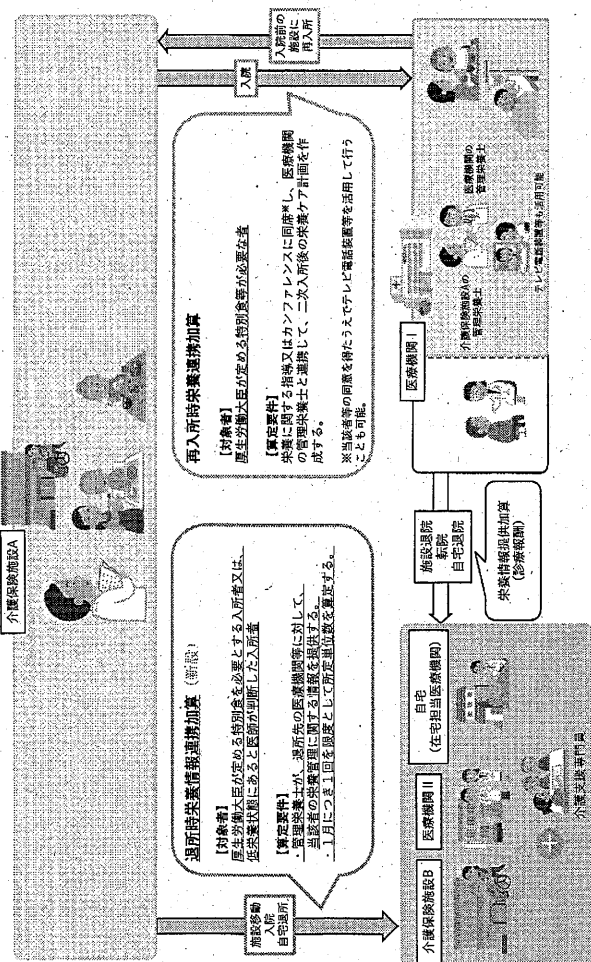 介護保険施設A
退所時栄養情報連携加算（新設）
【対象者】
厚生労働大臣が定める特別食を必要とする入所者又は、
低栄養状態にあると医師が判断した入所者
【算定要件】
・管理栄養士が、退所先の医療機関等に対して、
当該者の栄養管理に関する情報を提供する。
１月につき１回を限度として所定単位数を算定する。
再入所時栄養連携加算
【対象者】
厚生労働大臣が定める特別食等が必要な者
【算定要件】
栄養に関する指導又はカンファレンスに同席※し、医療機関
の管理栄養士と連携して、二次入所後の栄養ケア計画を作
成する。
※当該者等の同意を得たうえでテレビ電話装置等を活用して行う
ことも可能。
施設移動
入院
自宅退所
入院
入院前の
施設に
再入所
介護保険施設B
医療機関Ⅱ
自宅
（在宅担当医療機関）
介護支援専門員
施設退院
転院
自宅退院
栄養情報提供加算
（診療報酬）
医療機関Ⅰ
介護保険施設Aの
管理栄養士
医療機関の
管理栄養士
テレビ電話装置等も活用可能